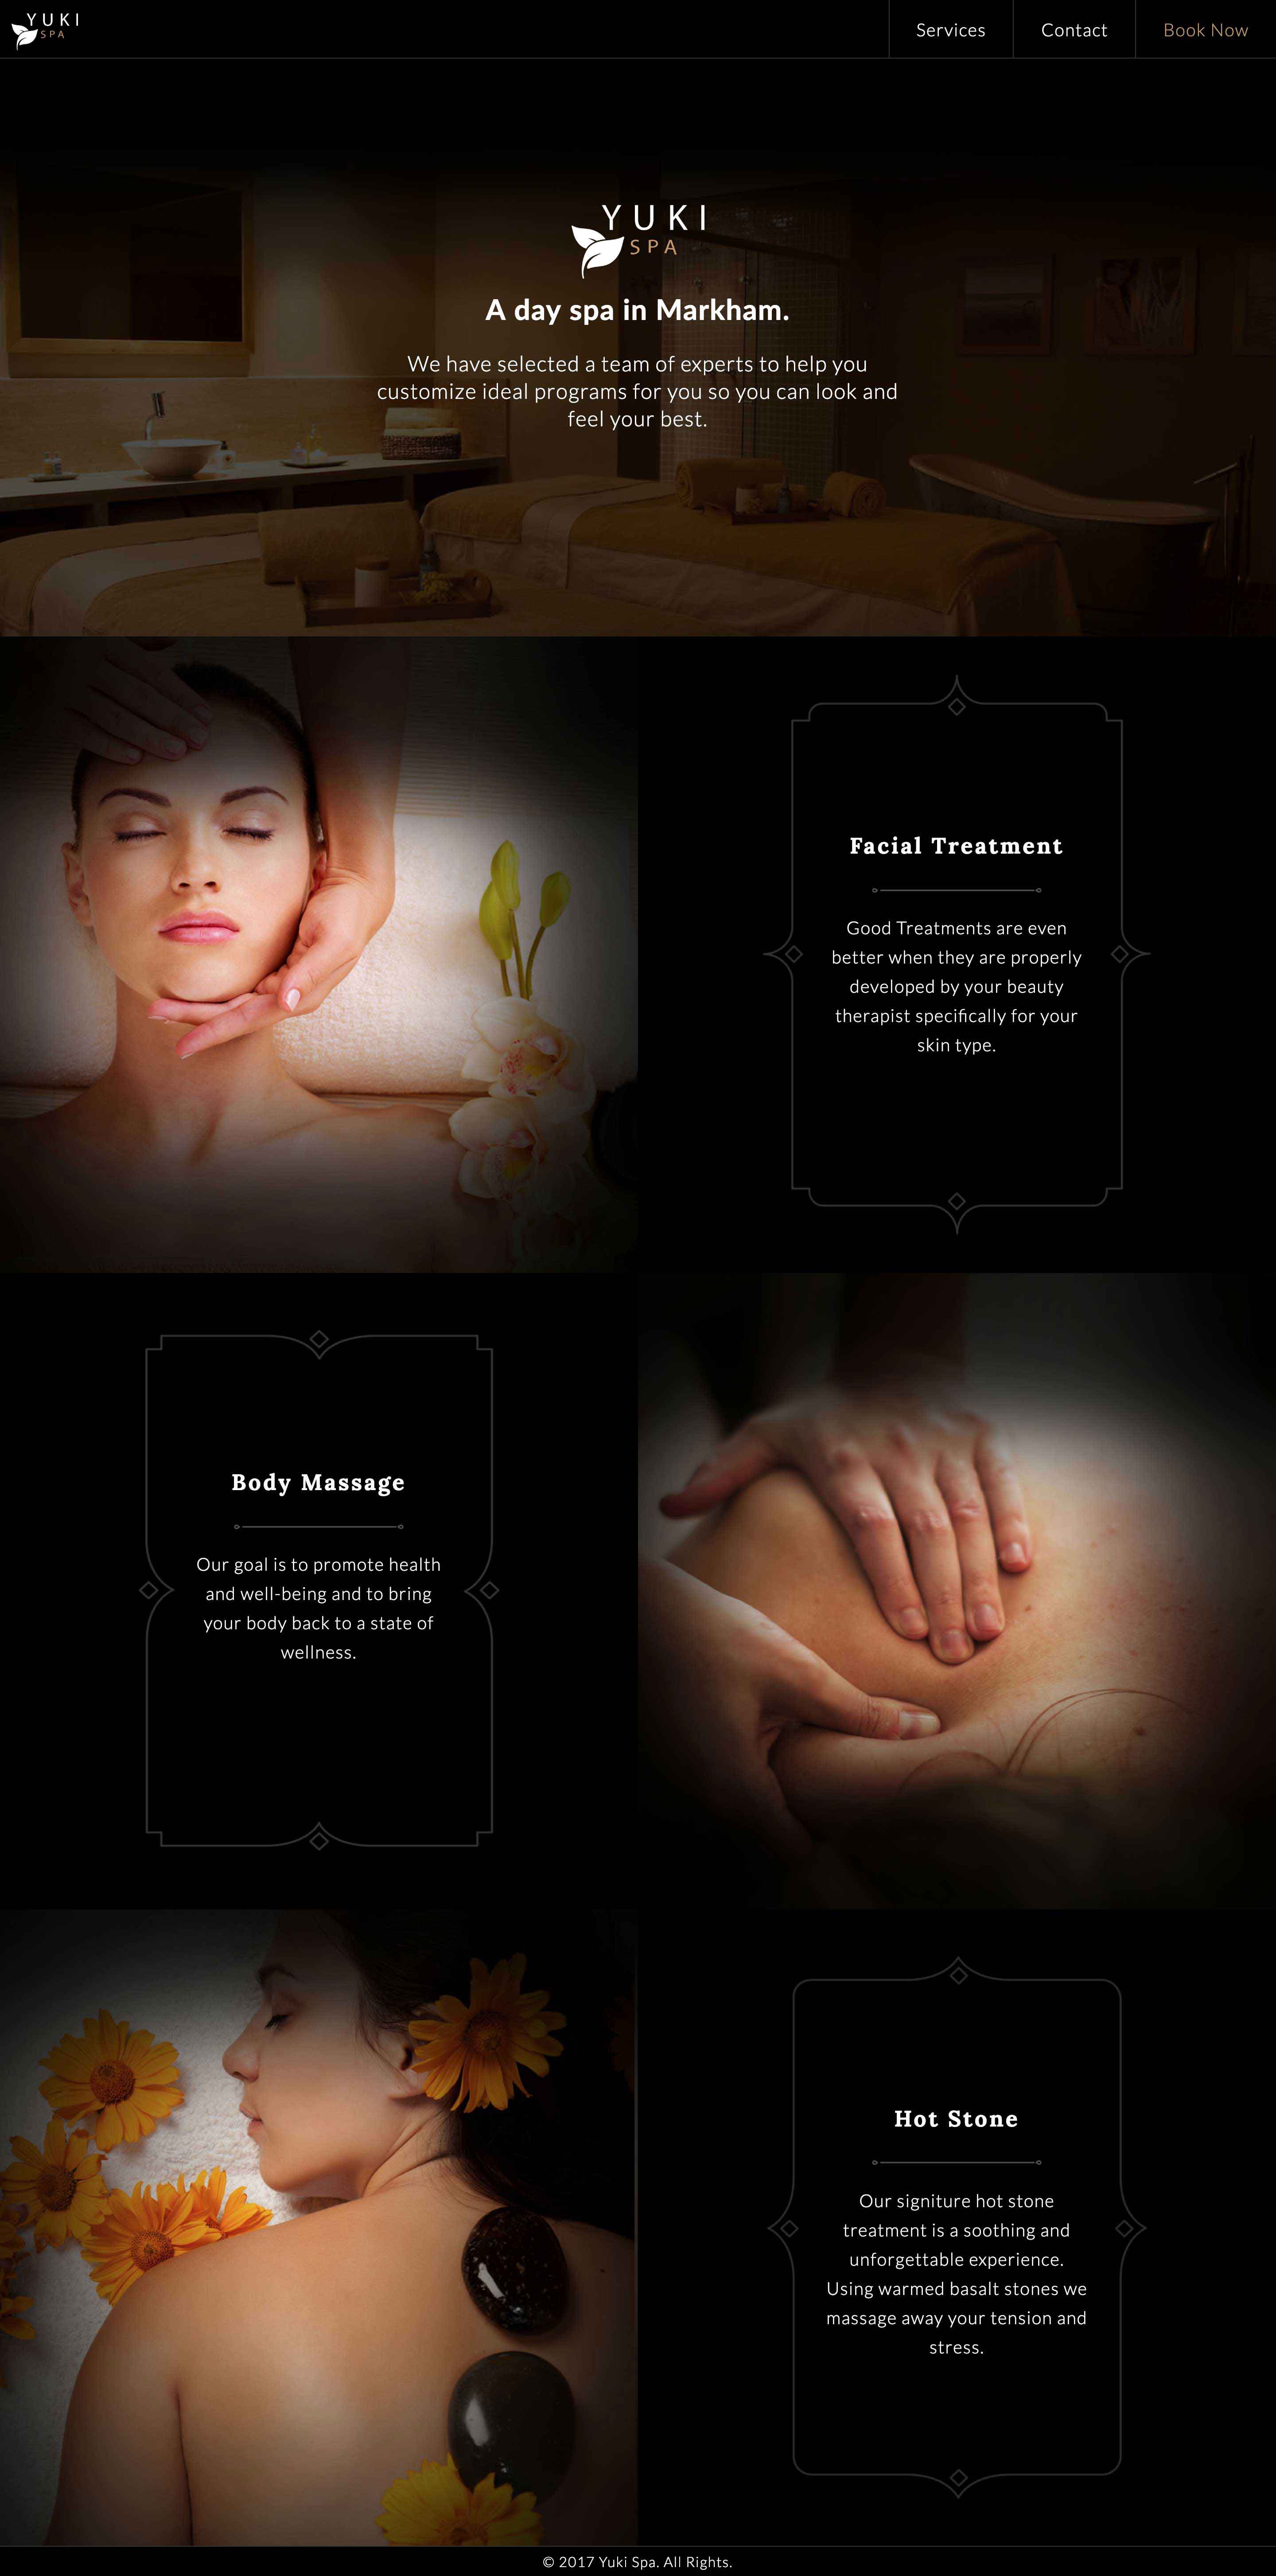 YUKI
SPA
Services
Contact
Book Now
YUKI
SPA
A day spa in Markham.
We have selected a team of experts to help you
customize ideal programs for you so you can look and
feel your best.
Facial Treatment
Good Treatments are even
better when they are properly
developed by your beauty
therapist specifically for your
skin type.
Body Massage
Our goal is to promote health
and well-being and to bring
your body back to a state of
wellness.
Hot Stone
Our signiture hot stone
treatment is a soothing and
unforgettable experience.
Using warmed basalt stones we
massage away your tension and
stress.
© 2017 Yuki Spa. All Rights.